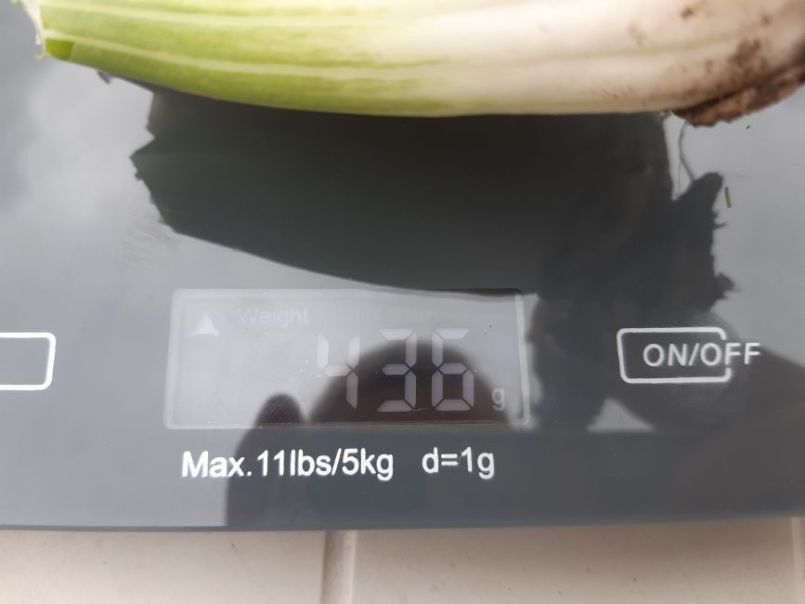 Weight
436 g
ON/OFF
Max.11lbs/5kg d=1g